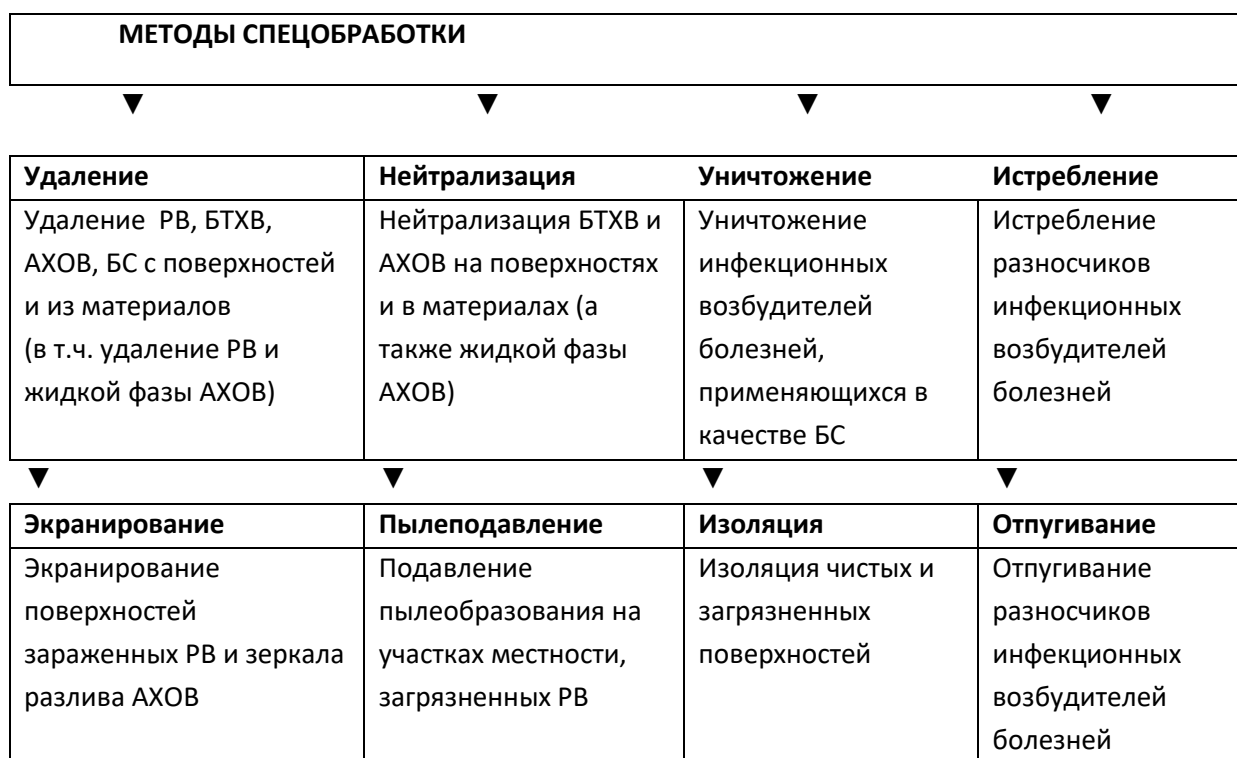 МЕТОДЫ СПЕЦОБРАБОТКИ
Удаление
Удаление РВ, БТХВ,
АХОВ, БС с поверхностей
и из материалов
(в т.ч. удаление РВ и
жидкой фазы АХОВ)
Нейтрализация
Нейтрализация БТХВ и
АХОВ на поверхностях
и в материалах (а
также жидкой фазы
АХОВ)
Уничтожение
Уничтожение
инфекционных
возбудителей
болезней,
применяющихся в
качестве БС
Истребление
Истребление
разносчиков
инфекционных
возбудителей
болезней
Экранирование
Экранирование
поверхностей
зараженных РВ и зеркала
разлива АХОВ
Пылеподавление
Подавление
пылеобразования на
участках местности,
загрязненных РВ
Изоляция
Изоляция чистых и
загрязненных
поверхностей
Отпугивание
Отпугивание
разносчиков
инфекционных
возбудителей
болезней